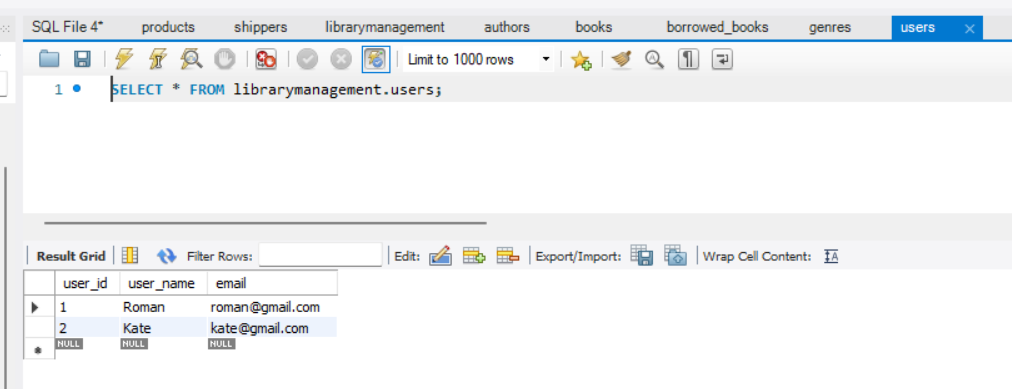 SQL File 4* products shippers librarymanagement authors books borrowed_books genres users
Limit to 1000 rows
1 SELECT * FROM librarymanagement.users;
Result Grid Filter Rows: Edit: Export/Import: Wrap Cell Content:
user_id user_name email
1 Roman roman@gmail.com
2 Kate kate@gmail.com
NULL NULL NULL